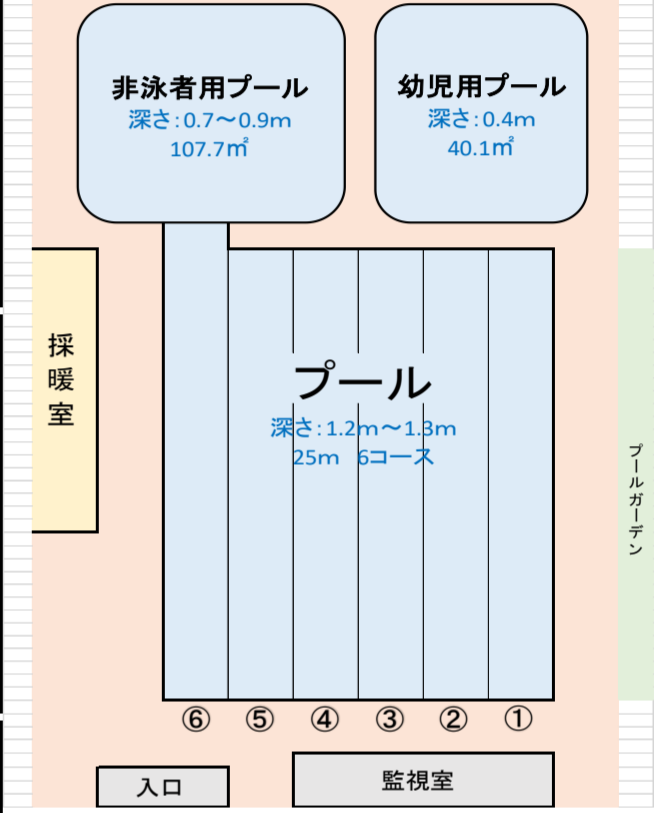 非泳者用プール
深さ:0.7~0.9m
107.7㎡
幼児用プール
深さ:0.4m
40.1㎡
採暖室
プール
深さ:1.2m~1.3m
25m 6コース
プールガーデン
⑥ ⑤ ④ ③ ② ①
入口
監視室